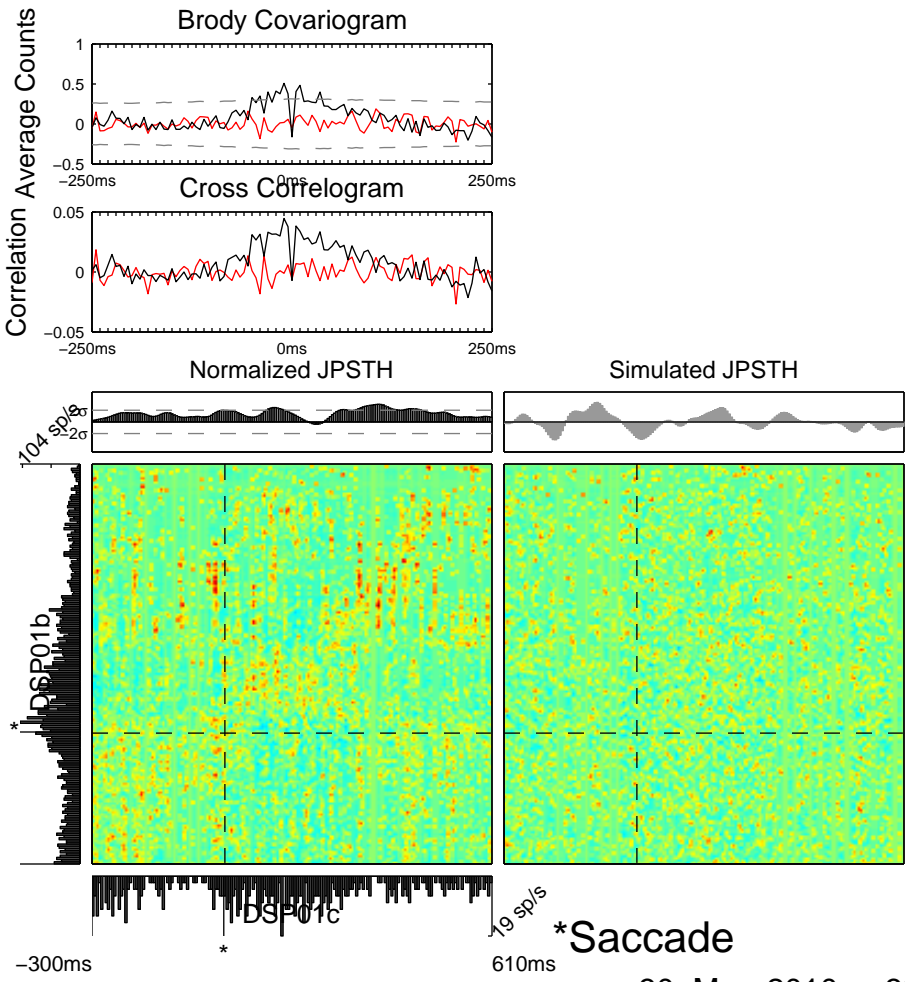 Brody Covariogram
Average Counts
1
0.5
0
−0.5
−250ms
0ms
250ms
Cross Correlogram
Correlation
0.05
0
−0.05
−250ms
0ms
250ms
Normalized JPSTH
Simulated JPSTH
2σ
−2σ
104 sp/s
DSP01b
*
DSP01c
19 sp/s
*
*Saccade
−300ms
610ms